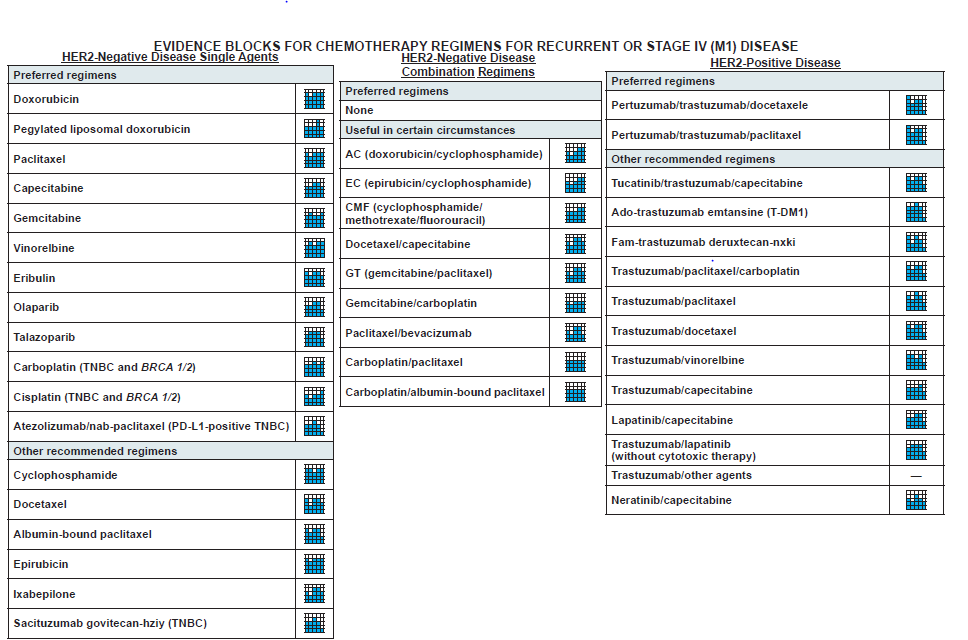 EVIDENCE BLOCKS FOR CHEMOTHERAPY REGIMENS FOR RECURRENT OR STAGE IV (M1) DISEASE
HER2-Negative Disease Single Agents
Preferred regimens
Doxorubicin
Pegylated liposomal doxorubicin
Paclitaxel
Capecitabine
Gemcitabine
Vinorelbine
Eribulin
Olaparib
Talazoparib
Carboplatin (TNBC and BRCA 1/2)
Cisplatin (TNBC and BRCA 1/2)
Atezolizumab/nab-paclitaxel (PD-L1-positive TNBC)
Other recommended regimens
Cyclophosphamide
Docetaxel
Albumin-bound paclitaxel
Epirubicin
Ixabepilone
Sacituzumab govitecan-hziy (TNBC)
HER2-Negative Disease
Combination Regimens
Preferred regimens
None
Useful in certain circumstances
AC (doxorubicin/cyclophosphamide)
EC (epirubicin/cyclophosphamide)
CMF (cyclophosphamide/
methotrexate/fluorouracil)
Docetaxel/capecitabine
GT (gemcitabine/paclitaxel)
Gemcitabine/carboplatin
Paclitaxel/bevacizumab
Carboplatin/paclitaxel
Carboplatin/albumin-bound paclitaxel
HER2-Positive Disease
Preferred regimens
Pertuzumab/trastuzumab/docetaxele
Pertuzumab/trastuzumab/paclitaxel
Other recommended regimens
Tucatinib/trastuzumab/capecitabine
Ado-trastuzumab emtansine (T-DM1)
Fam-trastuzumab deruxtecan-nxki
Trastuzumab/paclitaxel/carboplatin
Trastuzumab/paclitaxel
Trastuzumab/docetaxel
Trastuzumab/vinorelbine
Trastuzumab/capecitabine
Lapatinib/capecitabine
Trastuzumab/lapatinib
(without cytotoxic therapy)
Trastuzumab/other agents —
Neratinib/capecitabine